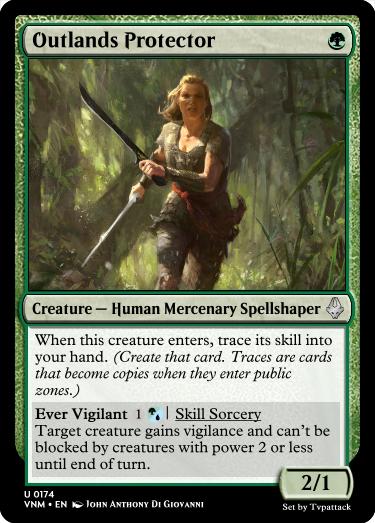 Outlands Protector
Creature — Human Mercenary Spellshaper
When this creature enters, trace its skill into
your hand. (Create that card. Traces are cards
that become copies when they enter public
zones.)
Ever Vigilant 1 | Skill Sorcery
Target creature gains vigilance and can't be
blocked by creatures with power 2 or less
until end of turn.
2/1
U 0174
VNM • EN John Anthony Di Giovanni
Set by Tvpattack